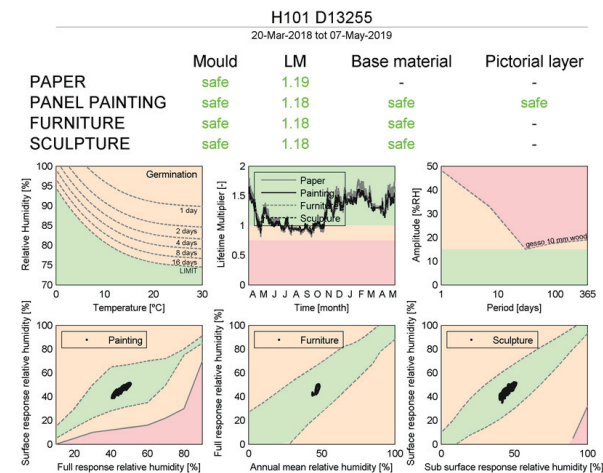 H101 D13255
20-Mar-2018 tot 07-May-2019
Mould LM Base material Pictorial layer
PAPER safe 1.19 - -
PANEL PAINTING safe 1.18 safe safe
FURNITURE safe 1.18 safe -
SCULPTURE safe 1.18 safe -
Relative Humidity [%]
100
95
90
85
80
75
70
Germination
1 day
2 days
4 days
8 days
16 days
LIMIT
0 10 20 30
Temperature [ºC]
Lifetime Multiplier [-]
2
1.5
1
0.5
0
Paper
Painting
Furniture
Sculpture
A M J J A S O N D J F M A M
Time [month]
Amplitude [%RH]
50
40
30
20
10
0
gesso 10 mm wood
1 10 100 365
Period [days]
Surface response relative humidity [%]
100
80
60
40
20
0
Painting
20 40 60 80
Full response relative humidity [%]
Full response relative humidity [%]
100
80
60
40
20
0
Furniture
0 50 100
Annual mean relative humidity [%]
Surface response relative humidity [%]
100
80
60
40
20
0
Sculpture
0 50 100
Sub surface response relative humidity [%]